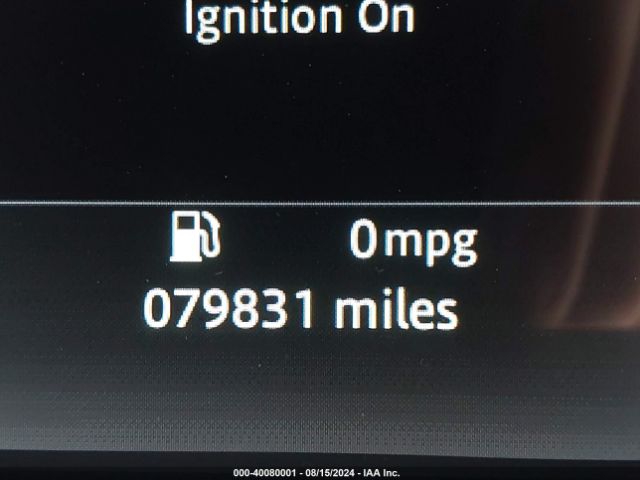 Ignition On
0 mpg
079831 miles
000-40080001 - 08/15/2024 - IAA Inc.